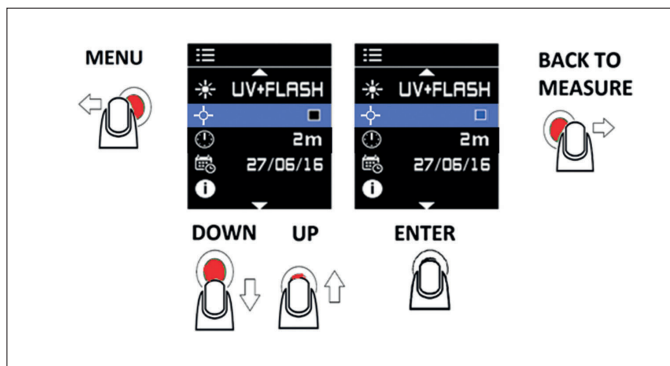 MENU
UV+FLASH
2m
27/06/16
UV+FLASH
2m
27/06/16
BACK TO
MEASURE
DOWN UP ENTER